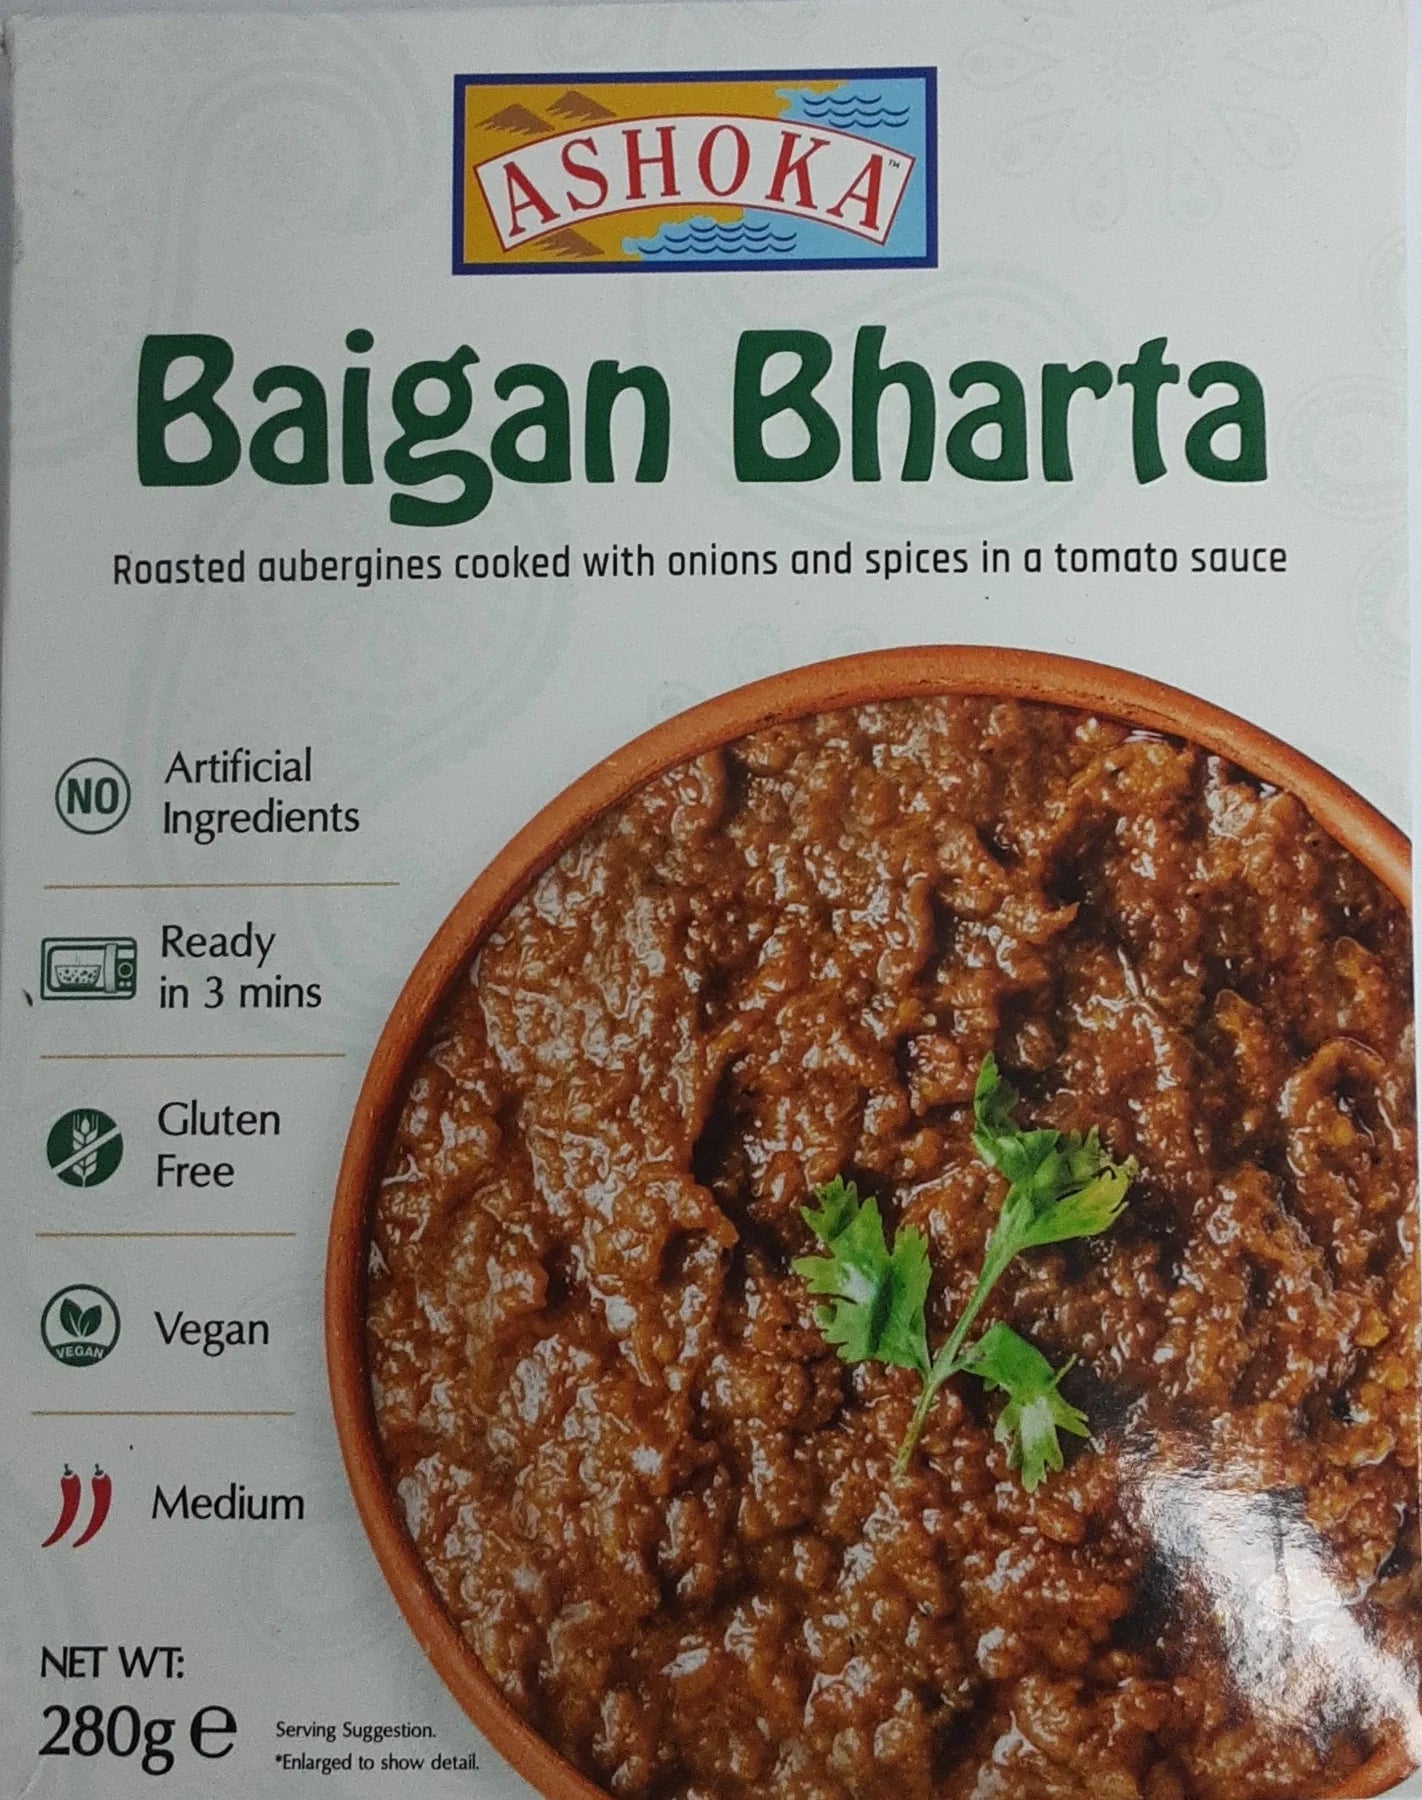 ASHOKA™
Baigan Bharta
Roasted aubergines cooked with onions and spices in a tomato sauce
NO
Artificial
Ingredients
Ready
in 3 mins
Gluten
Free
VEGAN
Vegan
Medium
NET WT:
280g ℮
Serving Suggestion.
*Enlarged to show detail.